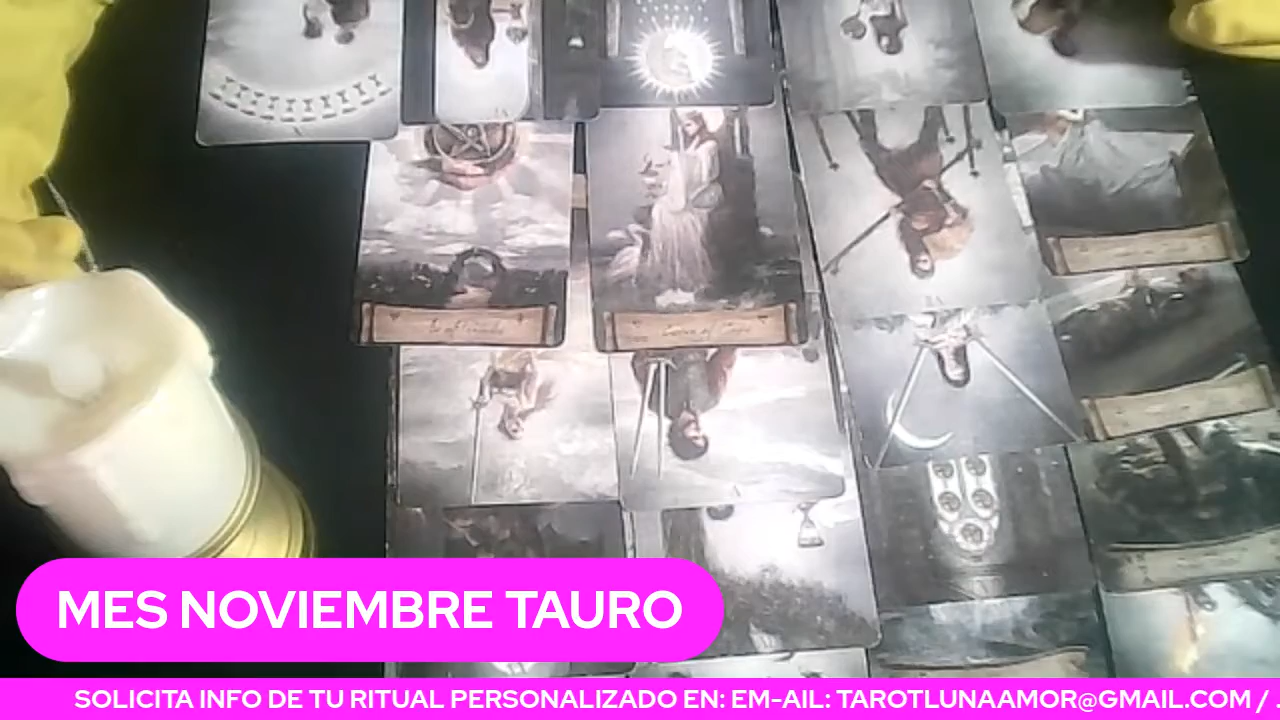 MES NOVIEMBRE TAURO
SOLICITA INFO DE TU RITUAL PERSONALIZADO EN: EM-AIL: TAROTLUNAAMOR@GMAIL.COM /